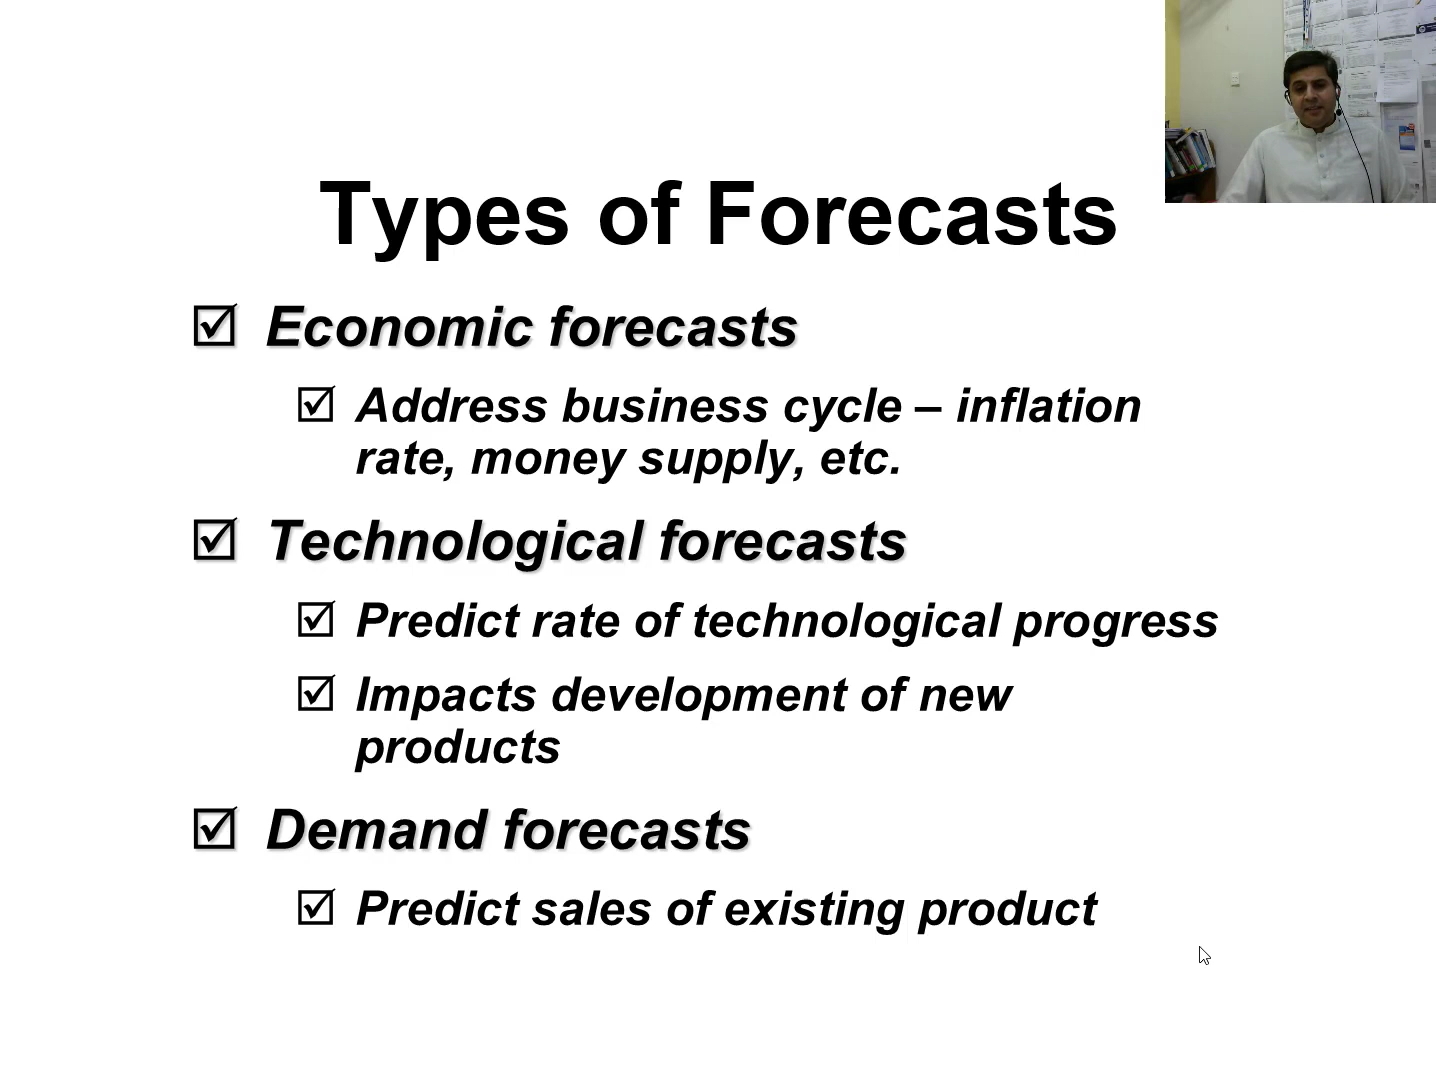 Types of Forecasts
☑ Economic forecasts
☑ Address business cycle – inflation
rate, money supply, etc.
☑ Technological forecasts
☑ Predict rate of technological progress
☑ Impacts development of new
products
☑ Demand forecasts
☑ Predict sales of existing product